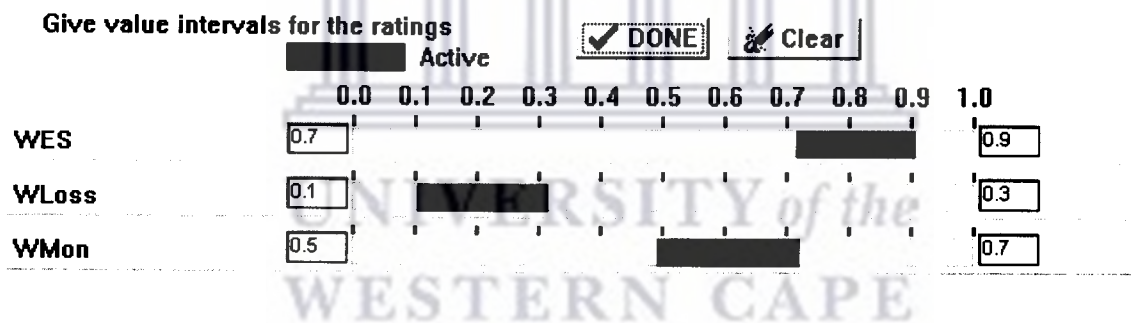 Give value intervals for the ratings
DONE
Clear
Active
0.0 0.1 0.2 0.3 0.4 0.5 0.6 0.7 0.8 0.9 1.0
WES 0.7 0.9
WLoss 0.1 0.3
UNIVERSITY of the
WMon 0.5 0.7
WESTERN CAPE